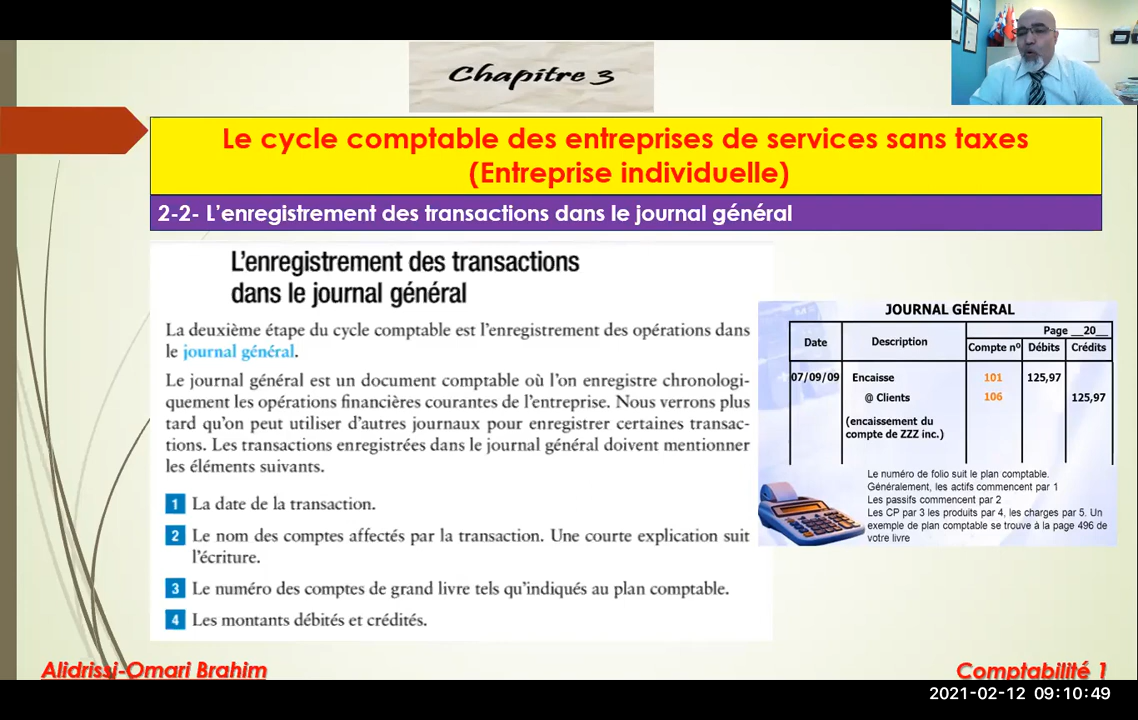 Chapitre 3
Le cycle comptable des entreprises de services sans taxes
(Entreprise individuelle)
2-2- L'enregistrement des transactions dans le journal général
L'enregistrement des transactions
dans le journal général
La deuxième étape du cycle comptable est l'enregistrement des opérations dans
le journal général.
Le journal général est un document comptable où l'on enregistre chronologi-
quement les opérations financières courantes de l'entreprise. Nous verrons plus
tard qu'on peut utiliser d'autres journaux pour enregistrer certaines transac-
tions. Les transactions enregistrées dans le journal général doivent mentionner
les éléments suivants.
1 La date de la transaction.
2 Le nom des comptes affectés par la transaction. Une courte explication suit
l'écriture.
3 Le numéro des comptes de grand livre tels qu'indiqués au plan comptable.
4 Les montants débités et crédités.
JOURNAL GÉNÉRAL
Page __20__
Date Description Compte nº Débits Crédits
07/09/09 Encaisse 101 125,97
@ Clients 106 125,97
(encaissement du
compte de ZZZ inc.)
Le numéro de folio suit le plan comptable.
Généralement, les actifs commencent par 1
Les passifs commencent par 2
Les CP par 3 les produits par 4, les charges par 5. Un
exemple de plan comptable se trouve à la page 496 de
votre livre
Alidrissi-Omari Brahim
Comptabilité 1
2021-02-12 09:10:49